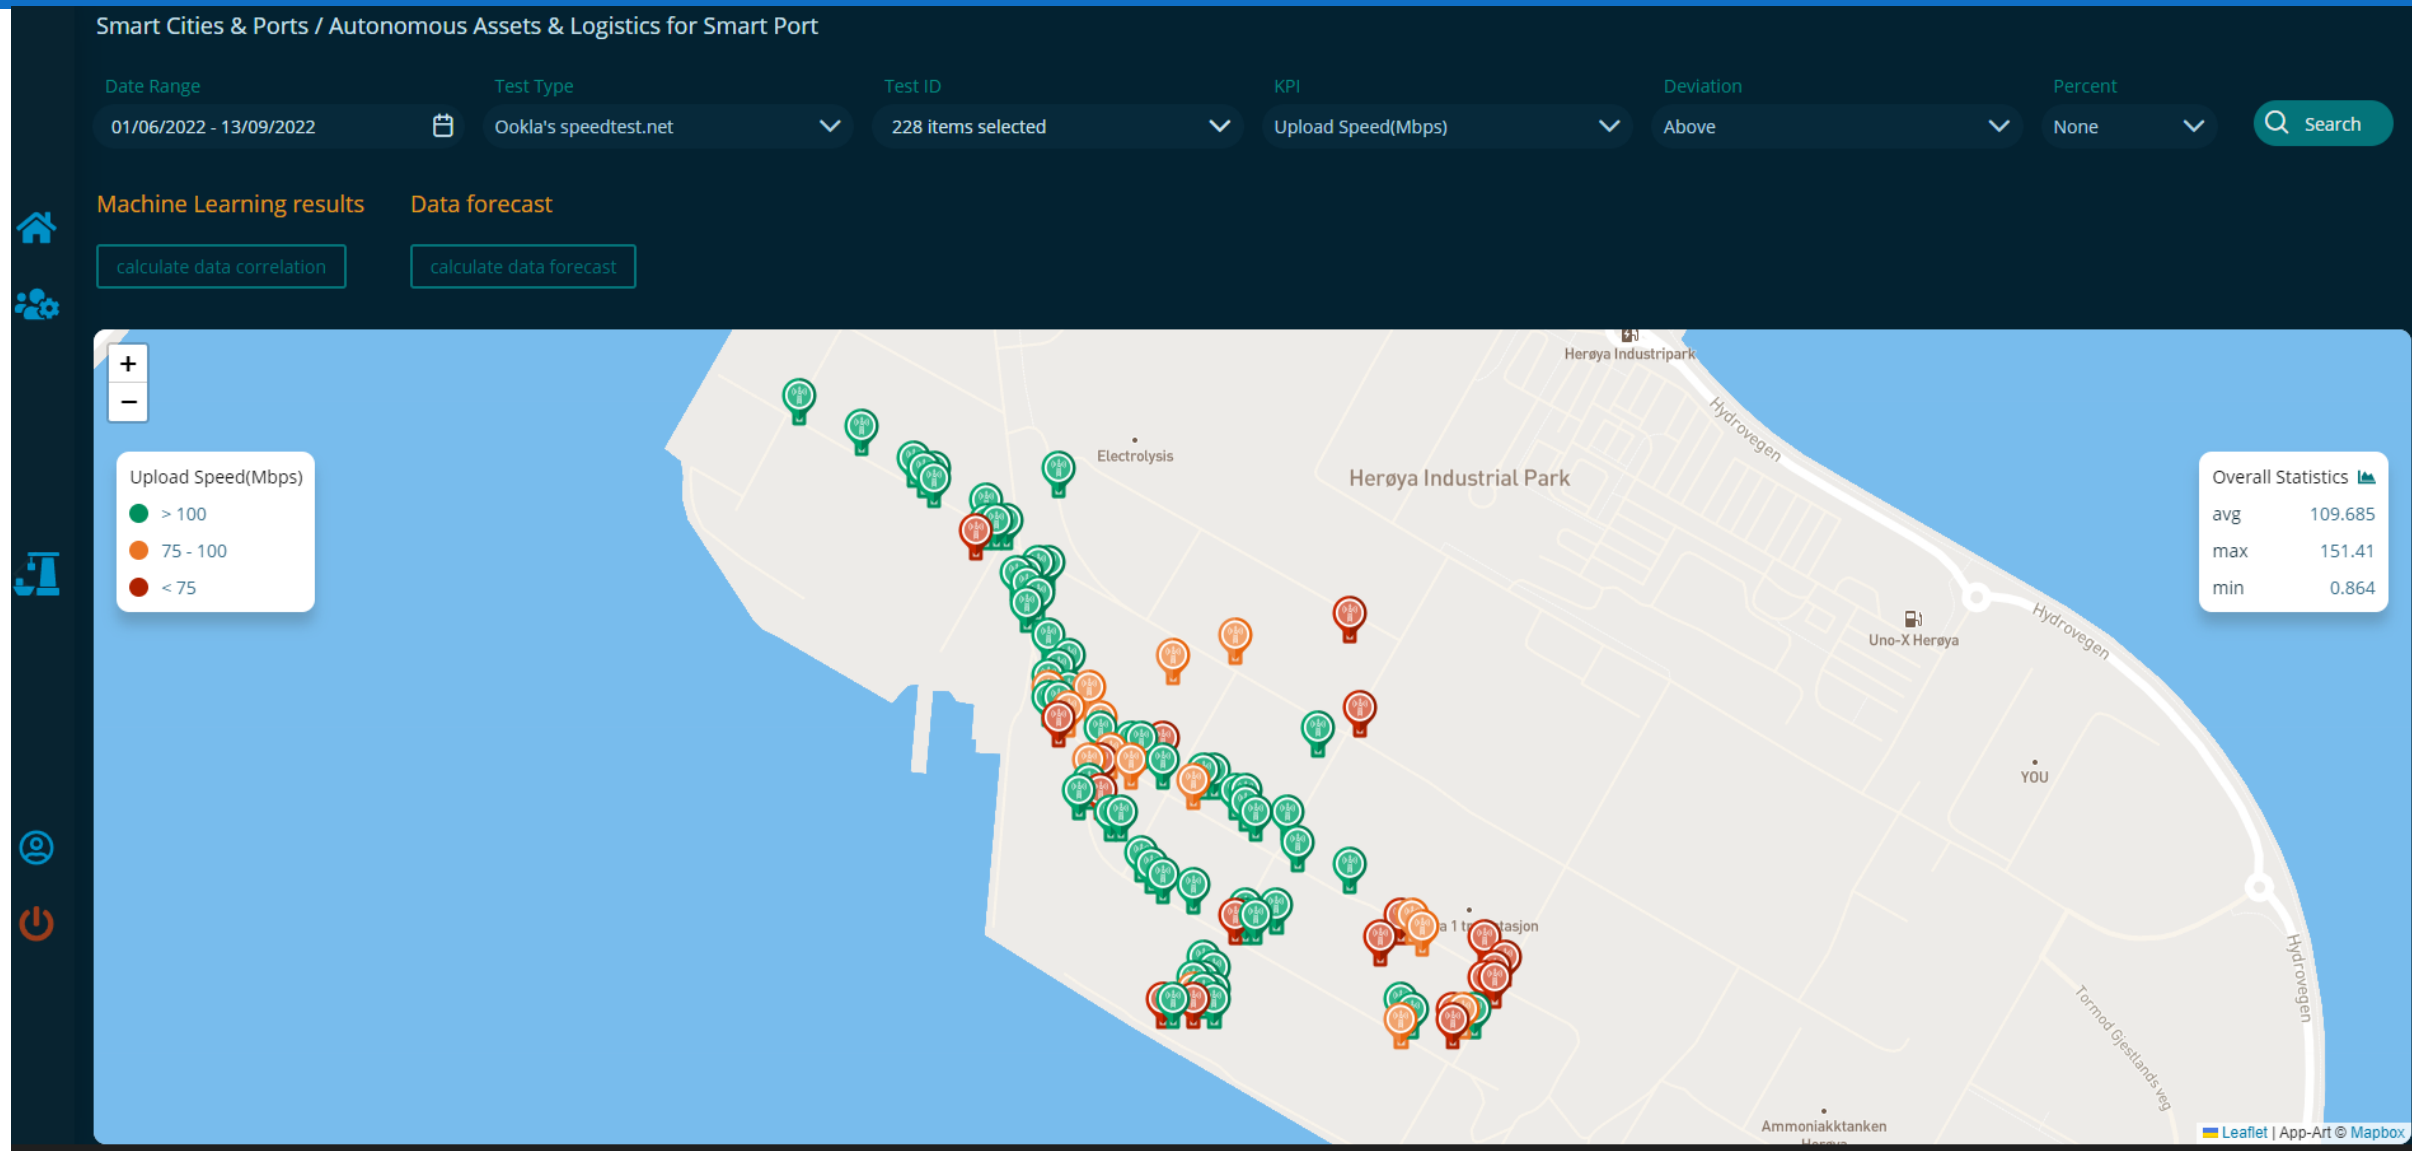 Smart Cities & Ports / Autonomous Assets & Logistics for Smart Port
Date Range
Test Type
Test ID
KPI
Deviation
Percent
01/06/2022 - 13/09/2022
Ookla's speedtest.net
228 items selected
Upload Speed(Mbps)
Above
None
Search
Machine Learning results
Data forecast
calculate data correlation
calculate data forecast
+
−
Herøya Industripark
Hydrovegen
Electrolysis
Herøya Industrial Park
Upload Speed(Mbps)
> 100
75 - 100
< 75
Overall Statistics
avg 109.685
max 151.41
min 0.864
Uno-X Herøya
Hydrovegen
YOU
a 1 tr tasjon
Hydrovegen
Tormod Gjestlands veg
Ammoniakktanken
Herøya
Leaflet | App-Art © Mapbox